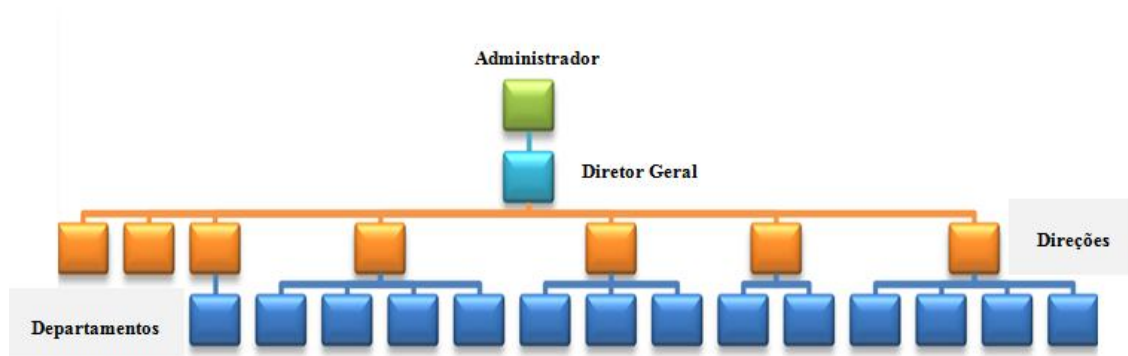 Administrador
Diretor Geral
Direções
Departamentos